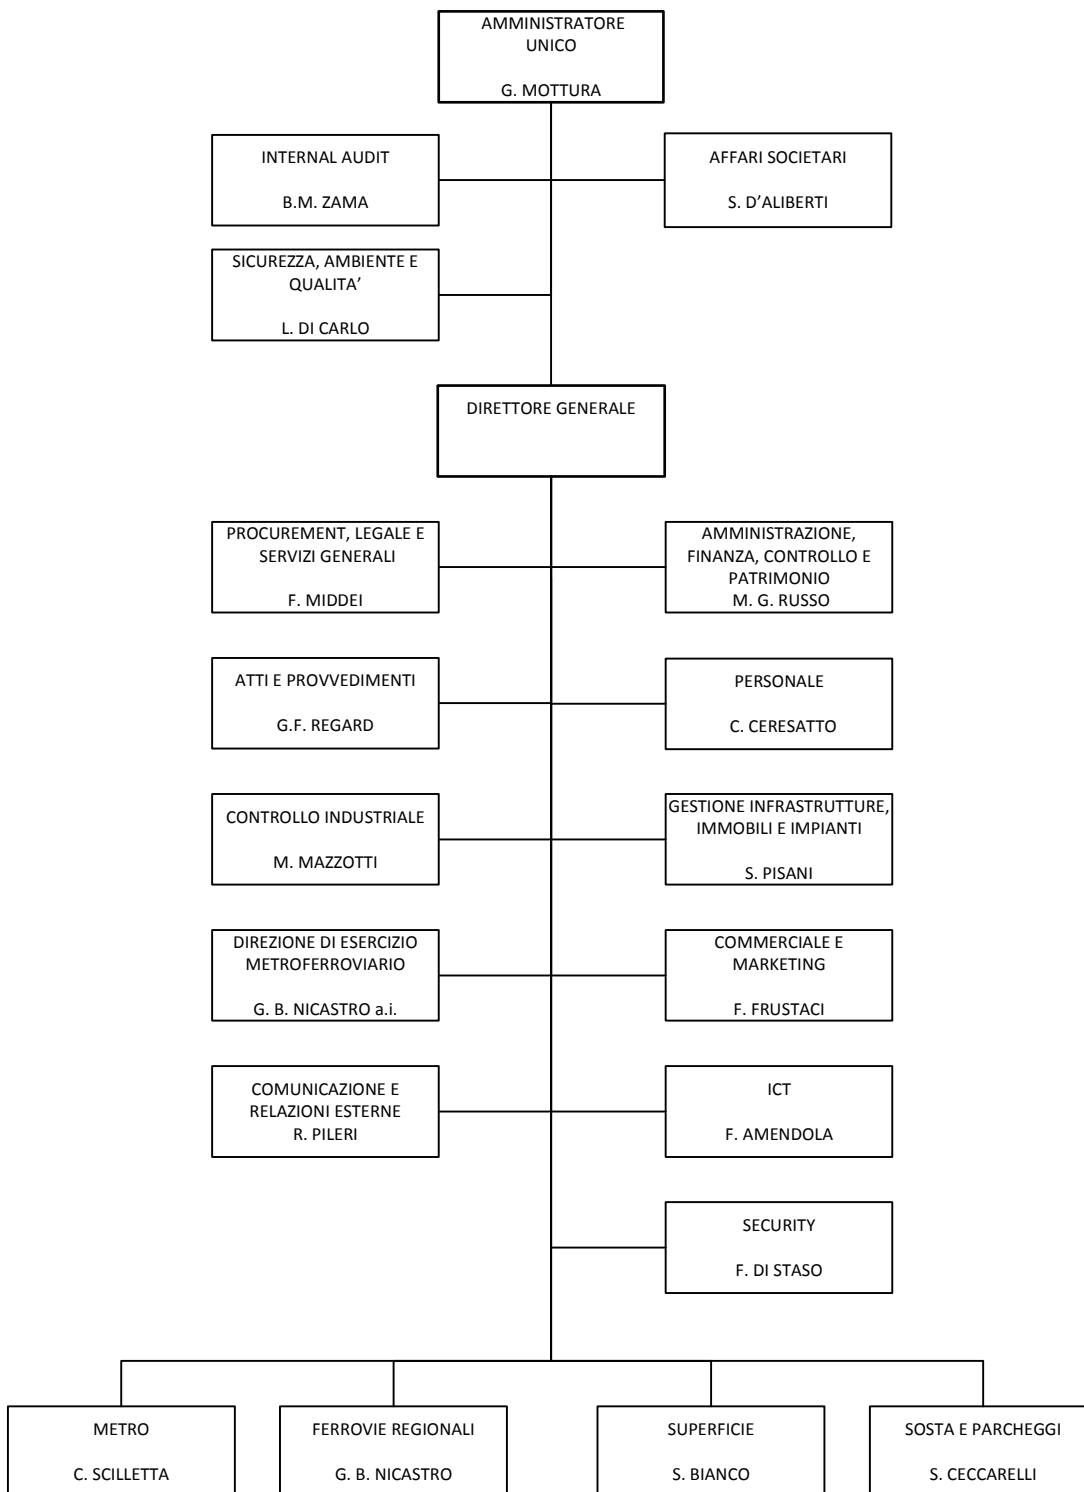 AMMINISTRATORE
UNICO
G. MOTTURA
INTERNAL AUDIT
B.M. ZAMA
AFFARI SOCIETARI
S. D’ALIBERTI
SICUREZZA, AMBIENTE E
QUALITA’
L. DI CARLO
DIRETTORE GENERALE
PROCUREMENT, LEGALE E
SERVIZI GENERALI
F. MIDDEI
AMMINISTRAZIONE,
FINANZA, CONTROLLO E
PATRIMONIO
M. G. RUSSO
ATTI E PROVVEDIMENTI
G.F. REGARD
PERSONALE
C. CERESATTO
CONTROLLO INDUSTRIALE
M. MAZZOTTI
GESTIONE INFRASTRUTTURE,
IMMOBILI E IMPIANTI
S. PISANI
DIREZIONE DI ESERCIZIO
METROFERROVIARIO
G. B. NICASTRO a.i.
COMMERCIALE E
MARKETING
F. FRUSTACI
COMUNICAZIONE E
RELAZIONI ESTERNE
R. PILERI
ICT
F. AMENDOLA
SECURITY
F. DI STASO
METRO
C. SCILLETTA
FERROVIE REGIONALI
G. B. NICASTRO
SUPERFICIE
S. BIANCO
SOSTA E PARCHEGGI
S. CECCARELLI